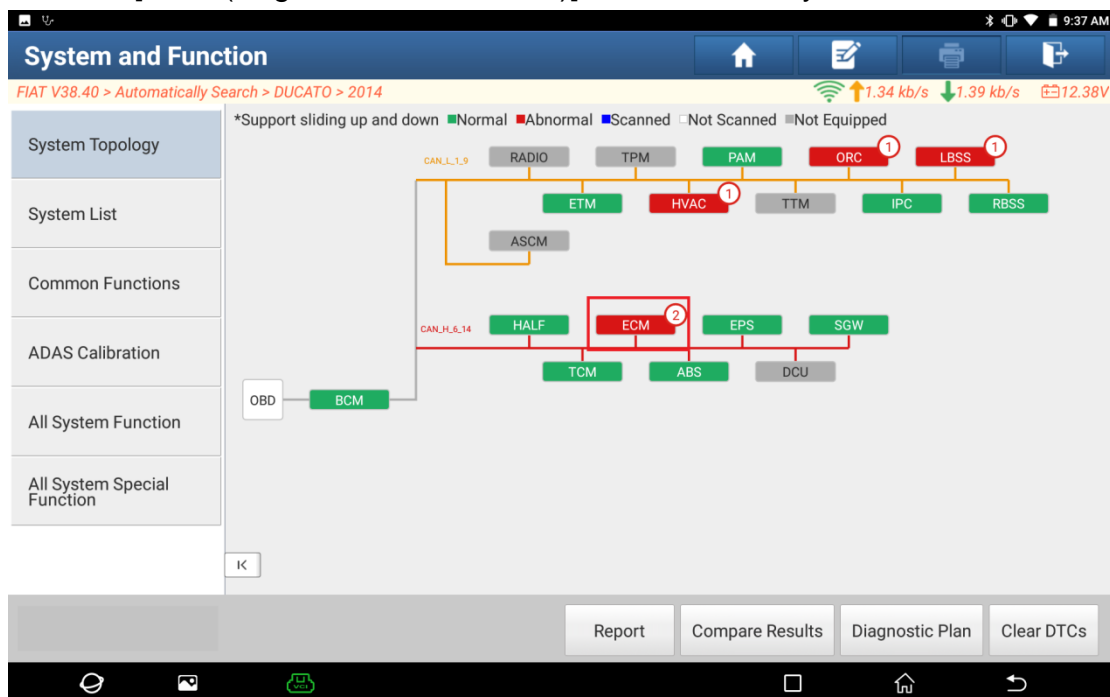 9:37 AM
System and Function
FIAT V38.40 > Automatically Search > DUCATO > 2014
1.34 kb/s 1.39 kb/s 12.38V
System Topology
System List
Common Functions
ADAS Calibration
All System Function
All System Special
Function
*Support sliding up and down Normal Abnormal Scanned Not Scanned Not Equipped
CAN_L_1_9
RADIO TPM PAM ORC 1 LBSS 1
ETM HVAC 1 TTM IPC RBSS
ASCM
CAN_H_6_14
HALF ECM 2 EPS SGW
TCM ABS DCU
OBD BCM
Report Compare Results Diagnostic Plan Clear DTCs
VCI